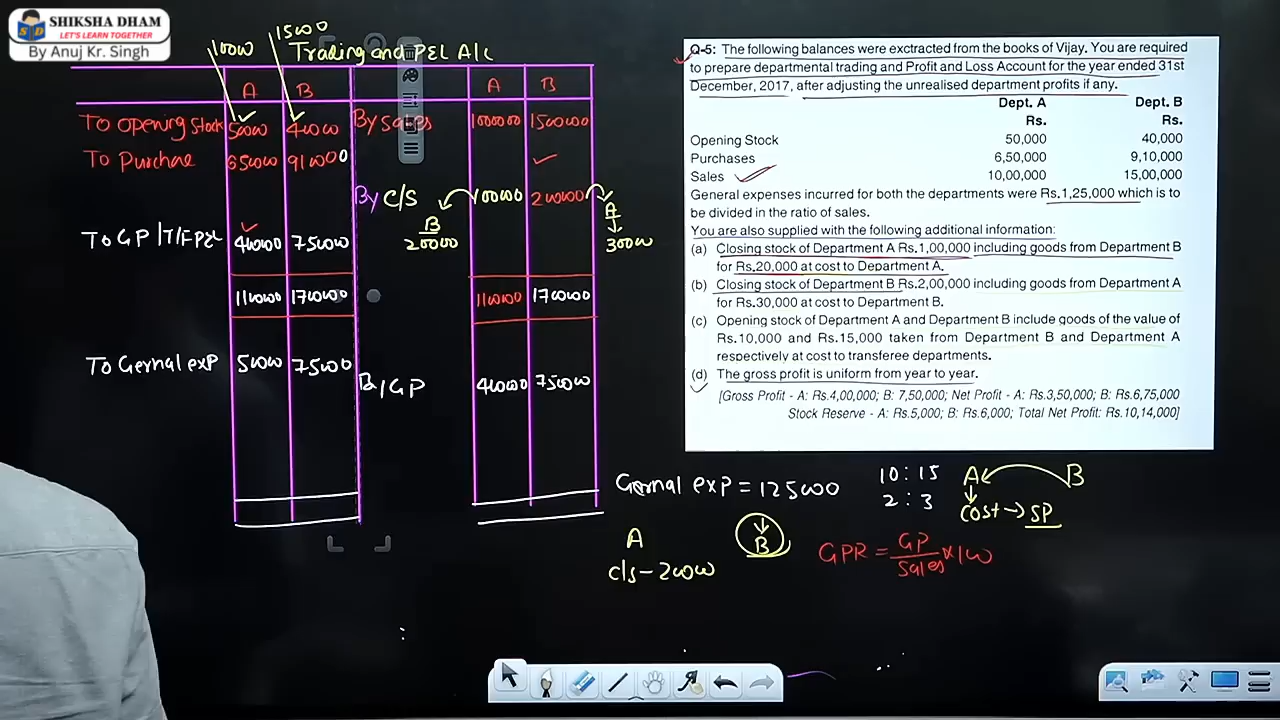 SHIKSHA DHAM
LET'S LEARN TOGETHER
By Anuj Kr. Singh
15000
Trading and P&L A/c
A B A B
To opening stock 50000 40000 By sales 1000000 1500000
To Purchase 650000 910000
By C/S 100000 200000
B
20000
A
30000
To GP/T/F P&L 400000 750000
1100000 1700000 1100000 1700000
To Gernal exp 50000 75000
By GP 400000 750000
Q-5: The following balances were exctracted from the books of Vijay. You are required
to prepare departmental trading and Profit and Loss Account for the year ended 31st
December, 2017, after adjusting the unrealised department profits if any.
Dept. A Dept. B
Rs. Rs.
Opening Stock 50,000 40,000
Purchases 6,50,000 9,10,000
Sales 10,00,000 15,00,000
General expenses incurred for both the departments were Rs.1,25,000 which is to
be divided in the ratio of sales.
You are also supplied with the following additional information:
(a) Closing stock of Department A Rs.1,00,000 including goods from Department B
for Rs.20,000 at cost to Department A.
(b) Closing stock of Department B Rs.2,00,000 including goods from Department A
for Rs.30,000 at cost to Department B.
(c) Opening stock of Department A and Department B include goods of the value of
Rs.10,000 and Rs.15,000 taken from Department B and Department A
respectively at cost to transferee departments.
(d) The gross profit is uniform from year to year.
[Gross Profit - A: Rs.4,00,000; B: 7,50,000; Net Profit - A: Rs.3,50,000; B: Rs.6,75,000
Stock Reserve - A: Rs.5,000; B: Rs.6,000; Total Net Profit: Rs.10,14,000]
Gernal exp = 125000 10:15 A B
2:3 Cost → SP
A B
C/S - 20000
GPR = GP/Sales × 100